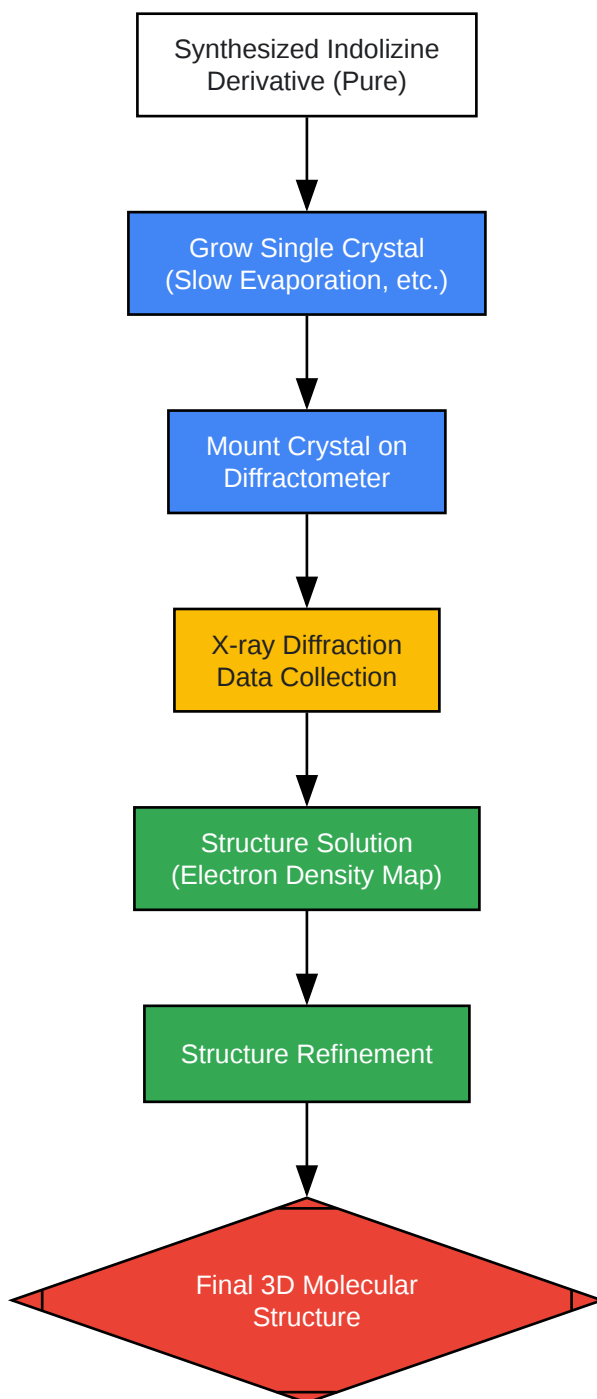 Synthesized Indolizine
Derivative (Pure)
Grow Single Crystal
(Slow Evaporation, etc.)
Mount Crystal on
Diffractometer
X-ray Diffraction
Data Collection
Structure Solution
(Electron Density Map)
Structure Refinement
Final 3D Molecular
Structure